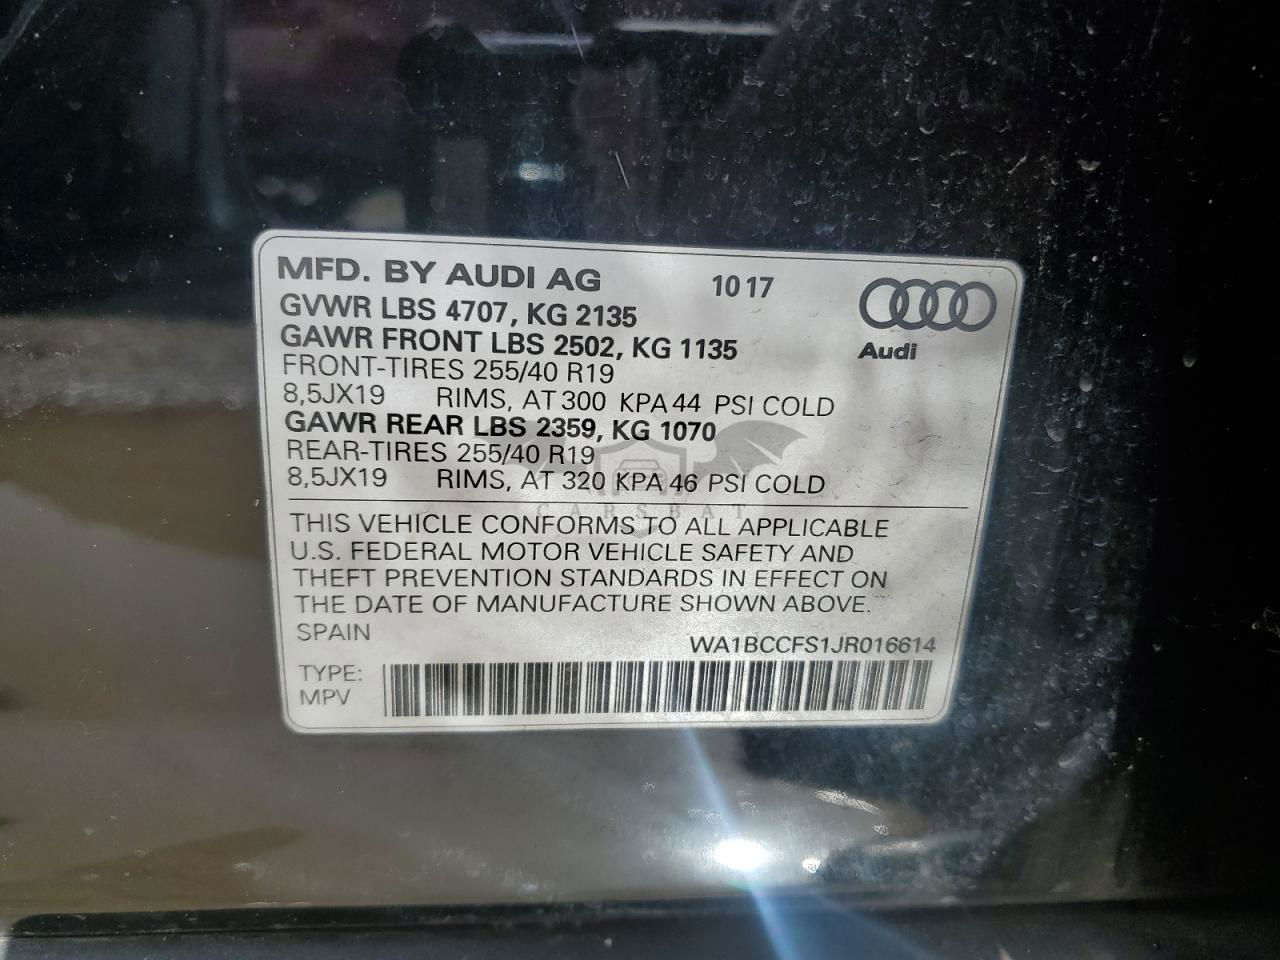 MFD. BY AUDI AG 10 17
GVWR LBS 4707, KG 2135
GAWR FRONT LBS 2502, KG 1135
Audi
FRONT-TIRES 255/40 R19
8,5JX19 RIMS, AT 300 KPA 44 PSI COLD
GAWR REAR LBS 2359, KG 1070
REAR-TIRES 255/40 R19
8,5JX19 RIMS, AT 320 KPA 46 PSI COLD
CARSBAT
THIS VEHICLE CONFORMS TO ALL APPLICABLE
U.S. FEDERAL MOTOR VEHICLE SAFETY AND
THEFT PREVENTION STANDARDS IN EFFECT ON
THE DATE OF MANUFACTURE SHOWN ABOVE.
SPAIN WA1BCCFS1JR016614
TYPE:
MPV